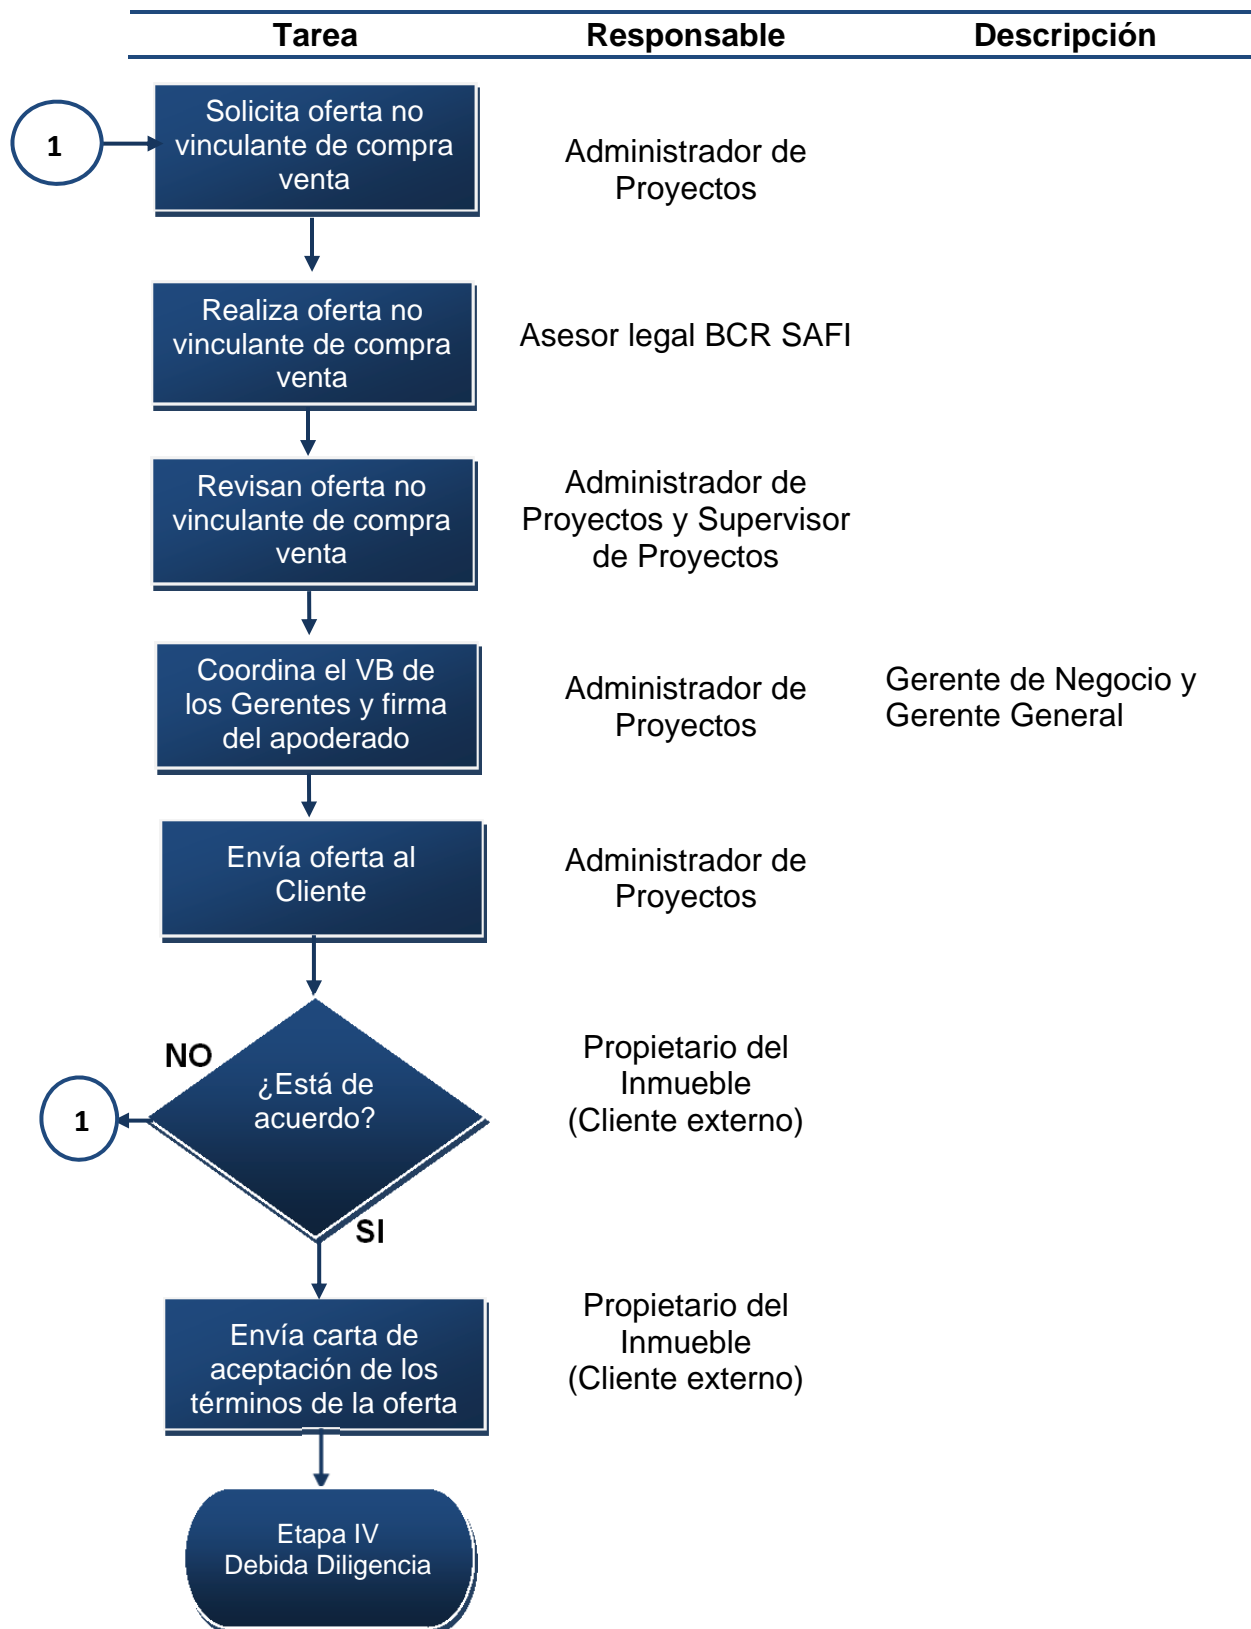 Tarea Responsable Descripción
1
Solicita oferta no
vinculante de compra
venta
Administrador de
Proyectos
Realiza oferta no
vinculante de compra
venta
Asesor legal BCR SAFI
Revisan oferta no
vinculante de compra
venta
Administrador de
Proyectos y Supervisor
de Proyectos
Coordina el VB de
los Gerentes y firma
del apoderado
Administrador de
Proyectos
Gerente de Negocio y
Gerente General
Envía oferta al
Cliente
Administrador de
Proyectos
NO
1
¿Está de
acuerdo?
SI
Propietario del
Inmueble
(Cliente externo)
Envía carta de
aceptación de los
términos de la oferta
Propietario del
Inmueble
(Cliente externo)
Etapa IV
Debida Diligencia